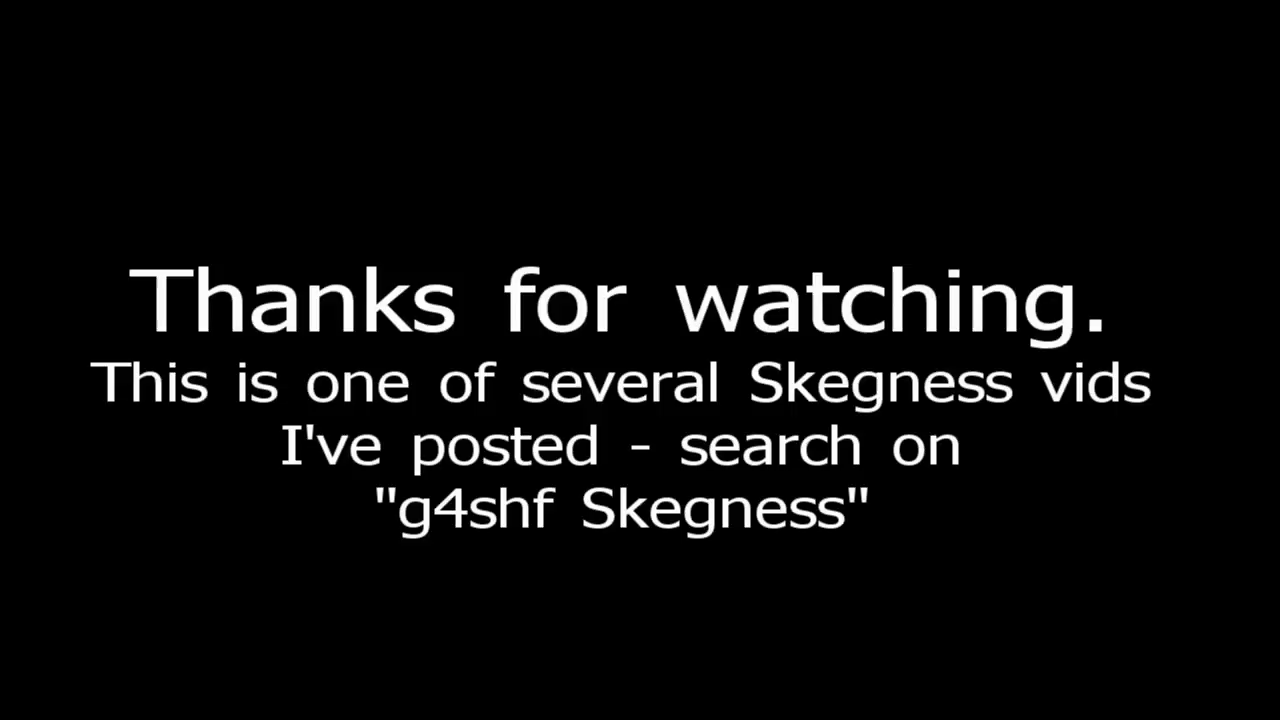 Thanks for watching.
This is one of several Skegness vids
I've posted - search on
"g4shf Skegness"